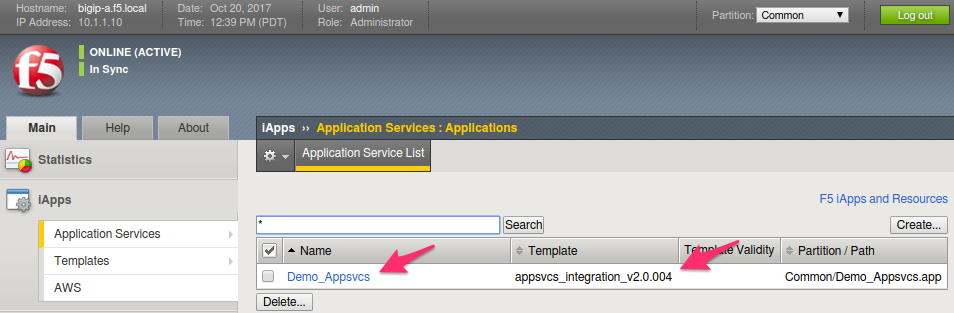 Hostname: bigip-a.f5.local Date: Oct 20, 2017 User: admin Partition: Common Log out
IP Address: 10.1.1.10 Time: 12:39 PM (PDT) Role: Administrator
f5
ONLINE (ACTIVE)
In Sync
Main Help About
iApps ›› Application Services : Applications
Application Service List
Statistics
iApps
Application Services
Templates
AWS
F5 iApps and Resources
* Search Create...
Name Template Template Validity Partition / Path
Demo_Appsvcs appsvcs_integration_v2.0.004 Common/Demo_Appsvcs.app
Delete...